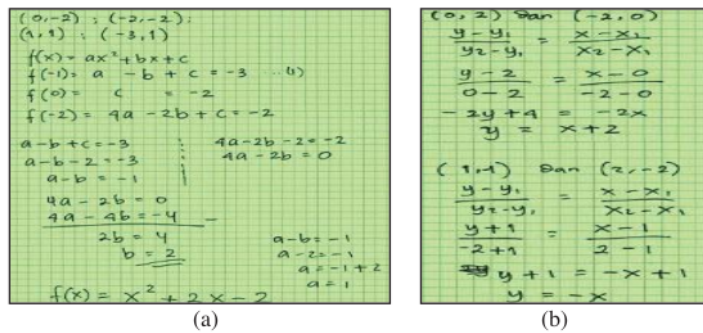 (0,-2) ; (-2,-2) ;
(1,1) ; (-3,1)
f(x) = ax² + bx + c
f(-1) = a - b + c = -3 ...(1)
f(0) = c = -2
f(-2) = 4a - 2b + c = -2
a - b + c = -3
a - b - 2 = -3
a - b = -1
4a - 2b - 2 = -2
4a - 2b = 0
4a - 2b = 0
4a - 4b = -4 -
2b = 4
b = 2
a - b = -1
a - 2 = -1
a = -1 + 2
a = 1
f(x) = x² + 2x - 2
(a)
(0, 2) dan (-2, 0)
y - y₁ / y₂ - y₁ = x - x₁ / x₂ - x₁
y - 2 / 0 - 2 = x - 0 / -2 - 0
-2y + 4 = -2x
y = x + 2
(1,-1) dan (2,-2)
y - y₁ / y₂ - y₁ = x - x₁ / x₂ - x₁
y + 1 / -2 + 1 = x - 1 / 2 - 1
y + 1 = -x + 1
y = -x
(b)